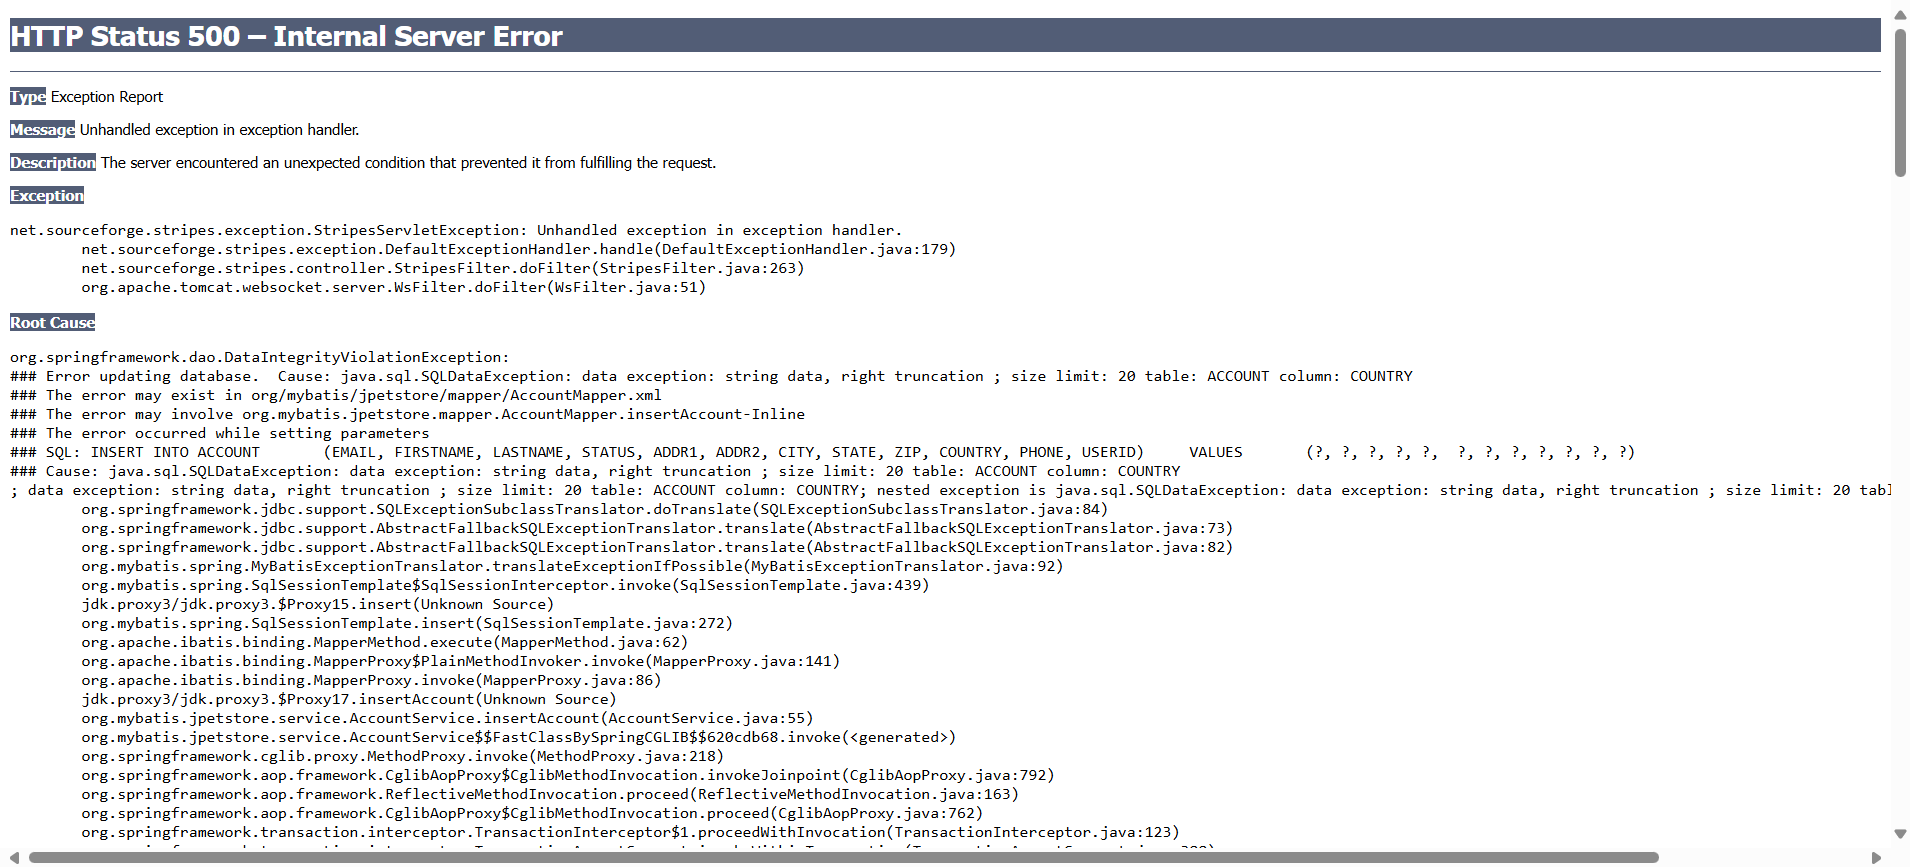 HTTP Status 500 – Internal Server Error
Type Exception Report
Message Unhandled exception in exception handler.
Description The server encountered an unexpected condition that prevented it from fulfilling the request.
Exception
net.sourceforge.stripes.exception.StripesServletException: Unhandled exception in exception handler.
	net.sourceforge.stripes.exception.DefaultExceptionHandler.handle(DefaultExceptionHandler.java:179)
	net.sourceforge.stripes.controller.StripesFilter.doFilter(StripesFilter.java:263)
	org.apache.tomcat.websocket.server.WsFilter.doFilter(WsFilter.java:51)
Root Cause
org.springframework.dao.DataIntegrityViolationException:
### Error updating database.  Cause: java.sql.SQLDataException: data exception: string data, right truncation ; size limit: 20 table: ACCOUNT column: COUNTRY
### The error may exist in org/mybatis/jpetstore/mapper/AccountMapper.xml
### The error may involve org.mybatis.jpetstore.mapper.AccountMapper.insertAccount-Inline
### The error occurred while setting parameters
### SQL: INSERT INTO ACCOUNT       (EMAIL, FIRSTNAME, LASTNAME, STATUS, ADDR1, ADDR2, CITY, STATE, ZIP, COUNTRY, PHONE, USERID)     VALUES       (?, ?, ?, ?, ?,  ?, ?, ?, ?, ?, ?, ?)
### Cause: java.sql.SQLDataException: data exception: string data, right truncation ; size limit: 20 table: ACCOUNT column: COUNTRY
; data exception: string data, right truncation ; size limit: 20 table: ACCOUNT column: COUNTRY; nested exception is java.sql.SQLDataException: data exception: string data, right truncation ; size limit: 20
	org.springframework.jdbc.support.SQLExceptionSubclassTranslator.doTranslate(SQLExceptionSubclassTranslator.java:84)
	org.springframework.jdbc.support.AbstractFallbackSQLExceptionTranslator.translate(AbstractFallbackSQLExceptionTranslator.java:73)
	org.springframework.jdbc.support.AbstractFallbackSQLExceptionTranslator.translate(AbstractFallbackSQLExceptionTranslator.java:82)
	org.mybatis.spring.MyBatisExceptionTranslator.translateExceptionIfPossible(MyBatisExceptionTranslator.java:92)
	org.mybatis.spring.SqlSessionTemplate$SqlSessionInterceptor.invoke(SqlSessionTemplate.java:439)
	jdk.proxy3/jdk.proxy3.$Proxy15.insert(Unknown Source)
	org.mybatis.spring.SqlSessionTemplate.insert(SqlSessionTemplate.java:272)
	org.apache.ibatis.binding.MapperMethod.execute(MapperMethod.java:62)
	org.apache.ibatis.binding.MapperProxy$PlainMethodInvoker.invoke(MapperProxy.java:141)
	org.apache.ibatis.binding.MapperProxy.invoke(MapperProxy.java:86)
	jdk.proxy3/jdk.proxy3.$Proxy17.insertAccount(Unknown Source)
	org.mybatis.jpetstore.service.AccountService.insertAccount(AccountService.java:55)
	org.mybatis.jpetstore.service.AccountService$$FastClassBySpringCGLIB$$620cdb68.invoke(<generated>)
	org.springframework.cglib.proxy.MethodProxy.invoke(MethodProxy.java:218)
	org.springframework.aop.framework.CglibAopProxy$CglibMethodInvocation.invokeJoinpoint(CglibAopProxy.java:792)
	org.springframework.aop.framework.ReflectiveMethodInvocation.proceed(ReflectiveMethodInvocation.java:163)
	org.springframework.aop.framework.CglibAopProxy$CglibMethodInvocation.proceed(CglibAopProxy.java:762)
	org.springframework.transaction.interceptor.TransactionInterceptor$1.proceedWithInvocation(TransactionInterceptor.java:123)